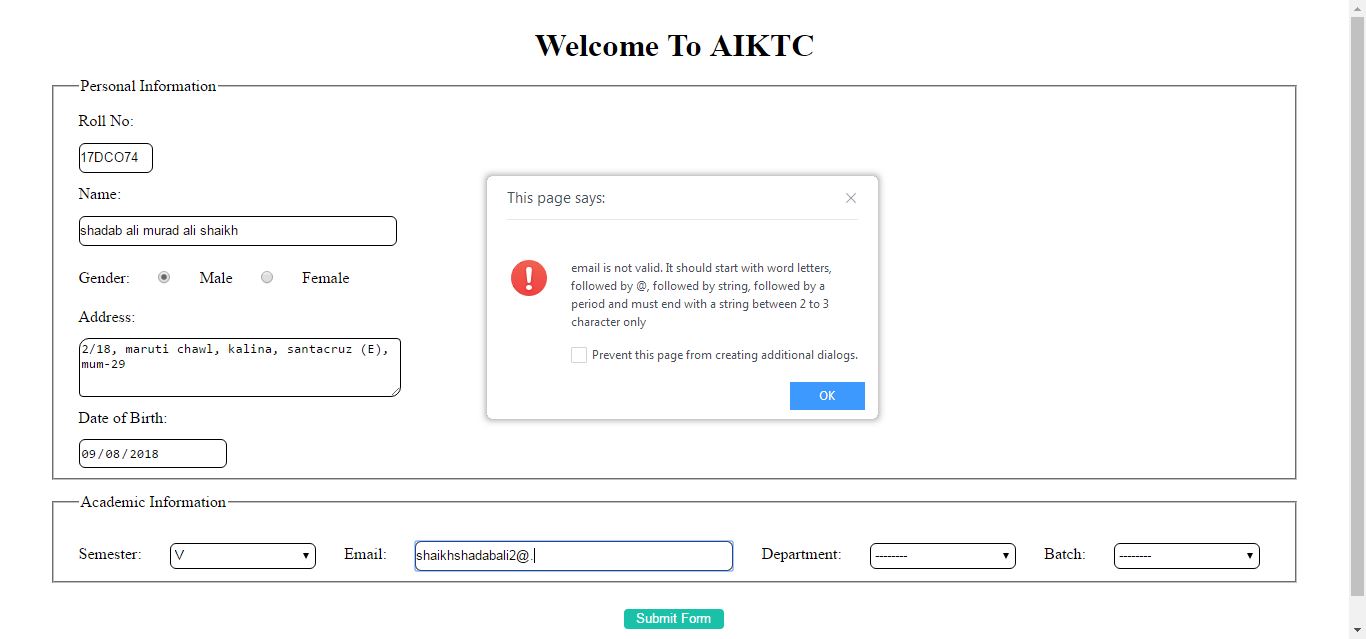 Welcome To AIKTC
Personal Information
Roll No:
17DCO74
Name:
shadab ali murad ali shaikh
Gender: Male Female
Address:
2/18, maruti chawl, kalina, santacruz (E),
mum-29
Date of Birth:
09/08/2018
This page says:
email is not valid. It should start with word letters,
followed by @, followed by string, followed by a
period and must end with a string between 2 to 3
character only
Prevent this page from creating additional dialogs.
OK
Academic Information
Semester: V Email: shaikhshadabali2@. Department: -------- Batch: --------
Submit Form